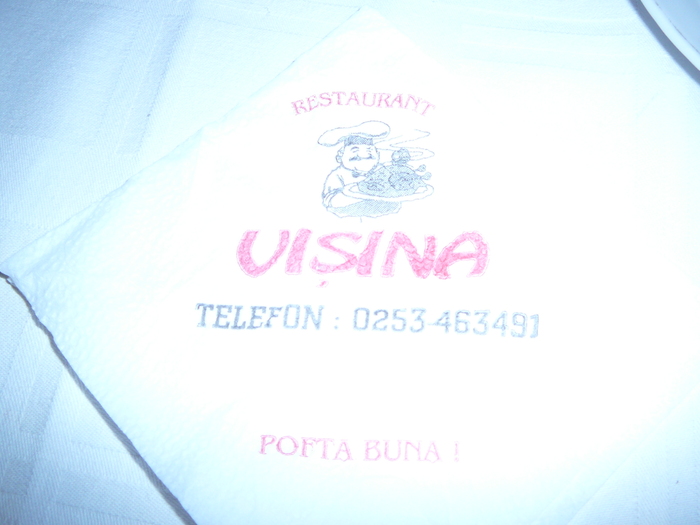 RESTAURANT
VIȘINA
TELEFON : 0253-463491
POFTA BUNA !